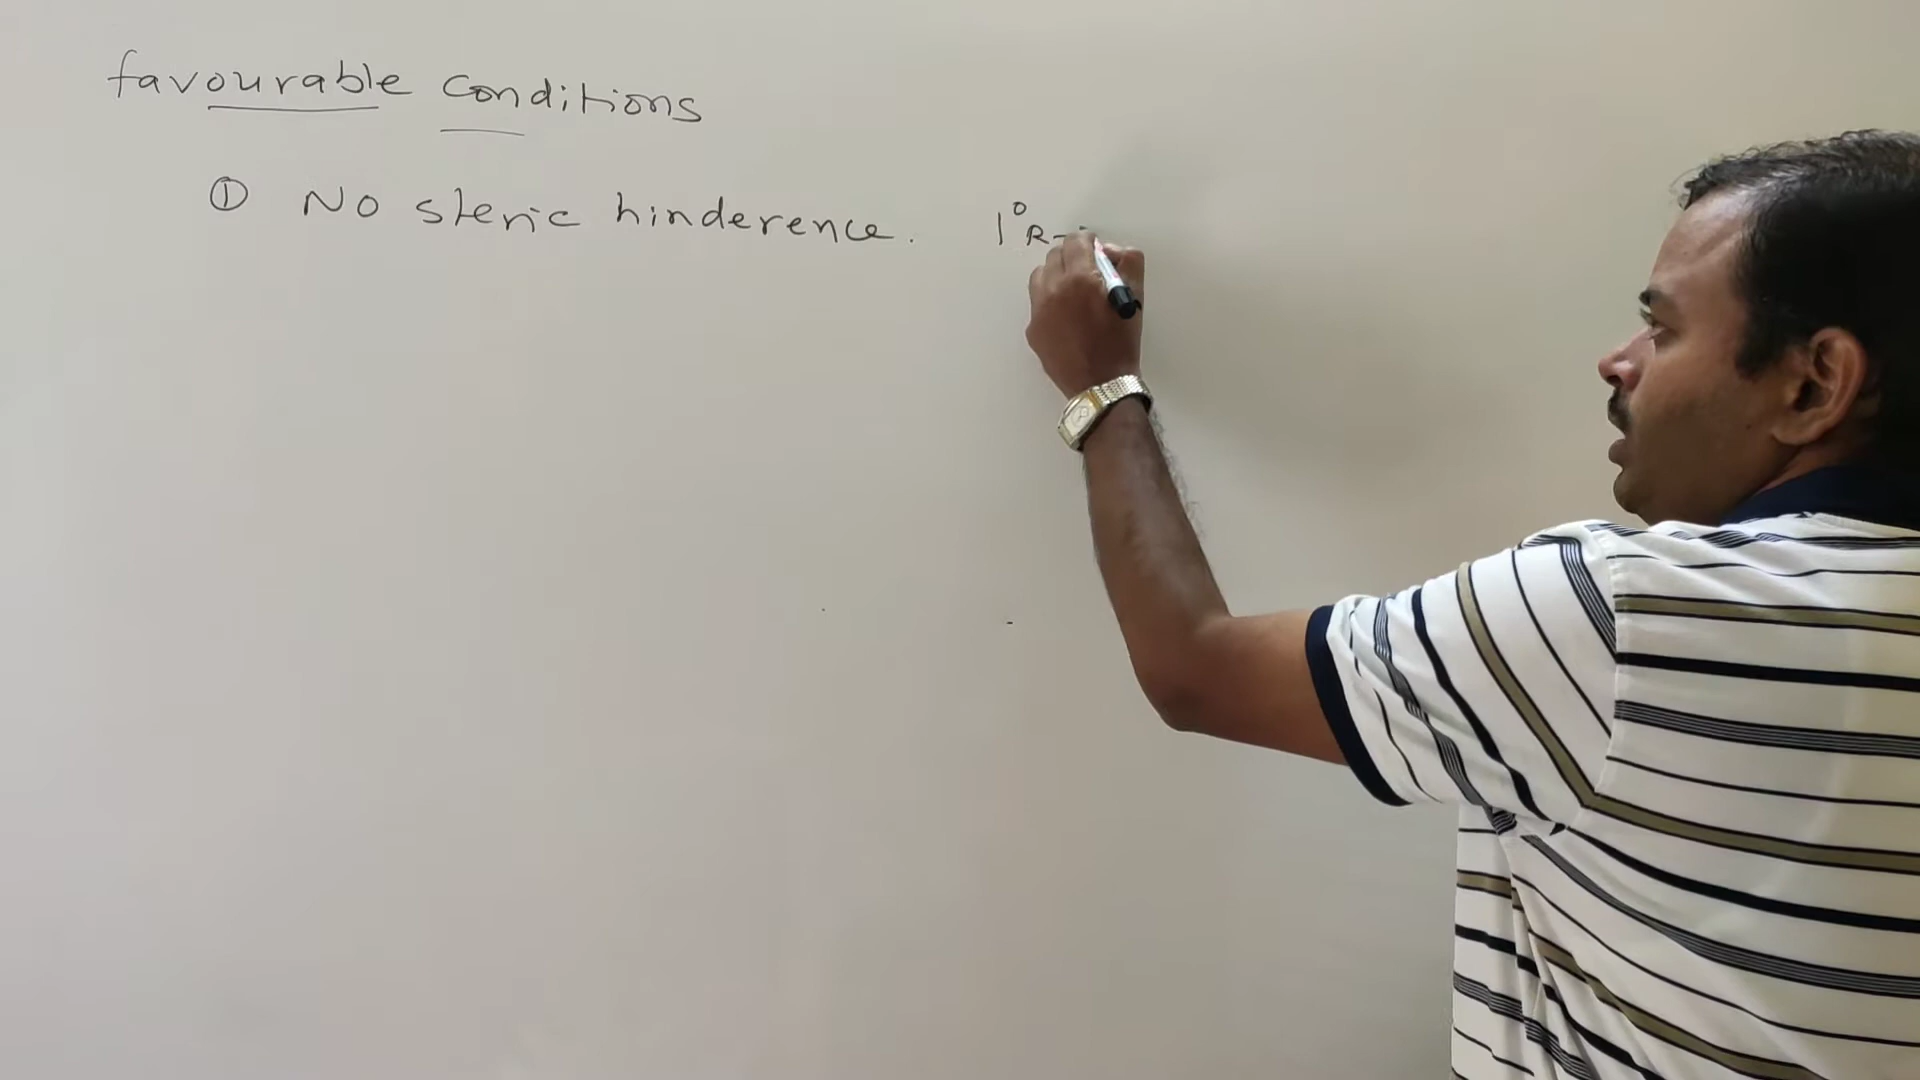 favourable conditions
① No steric hinderence. 1° R-